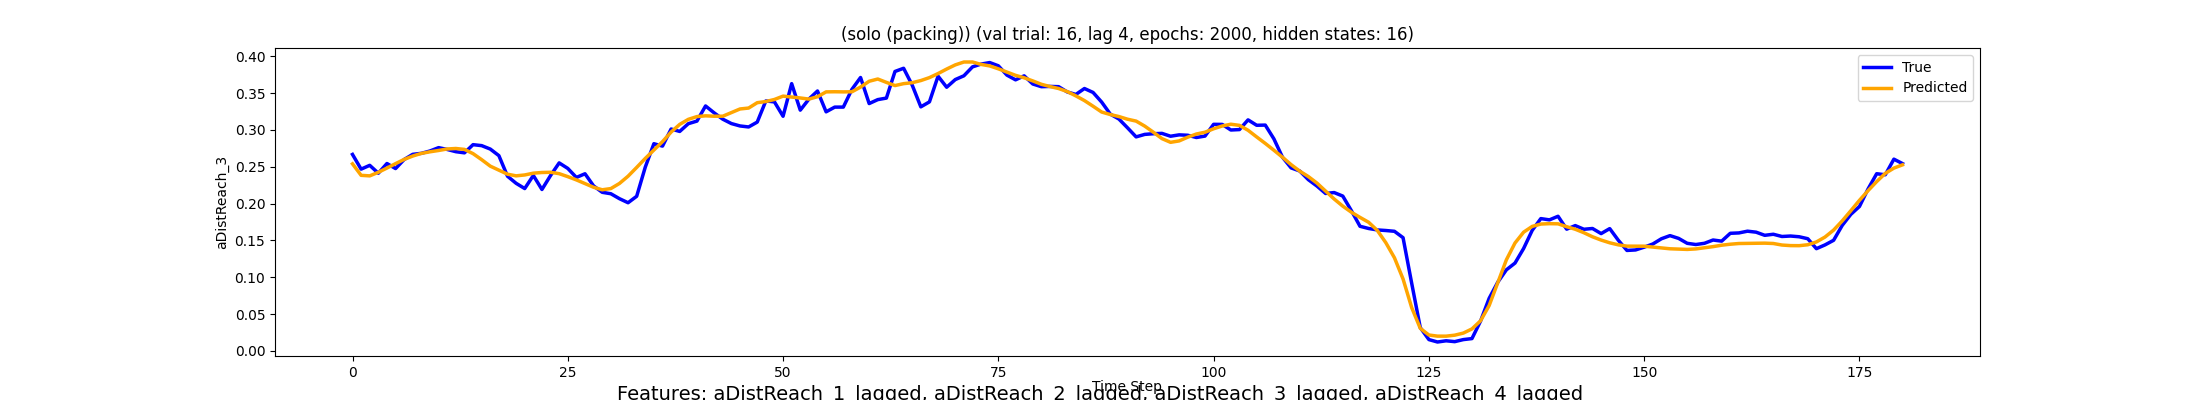 (solo (packing)) (val trial: 16, lag 4, epochs: 2000, hidden states: 16)
True
Predicted
aDistReach_3
0.40
0.35
0.30
0.25
0.20
0.15
0.10
0.05
0.00
0 25 50 75 100 125 150 175
Time Step
Features: aDistReach_1_lagged, aDistReach_2_lagged, aDistReach_3_lagged, aDistReach_4_lagged